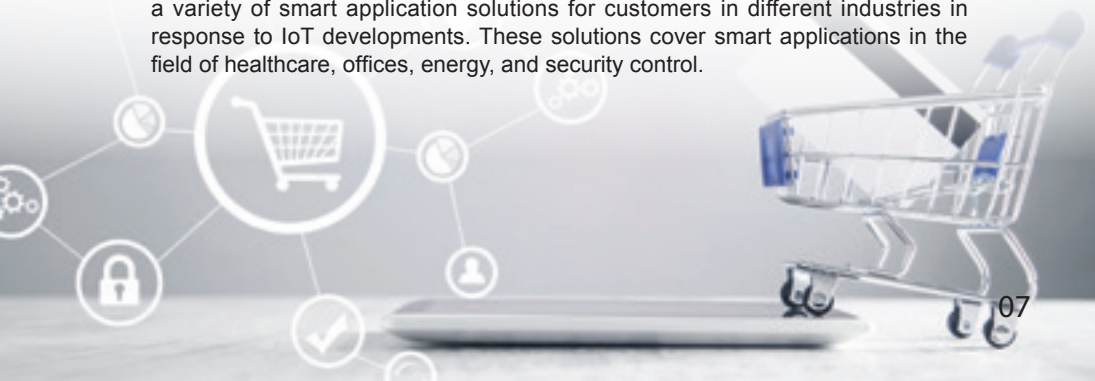 a variety of smart application solutions for customers in different industries in
response to IoT developments. These solutions cover smart applications in the
field of healthcare, offices, energy, and security control.
07